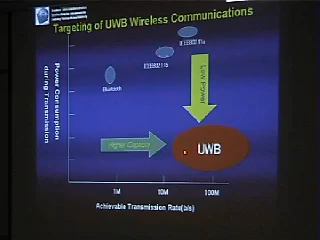 Targeting of UWB Wireless Communications
Power Consumption
during Transmission
IEEE802.11a
IEEE802.11b
Bluetooth
Low Power
Higher Capacity
UWB
1M
10M
100M
Achievable Transmission Rate(b/s)